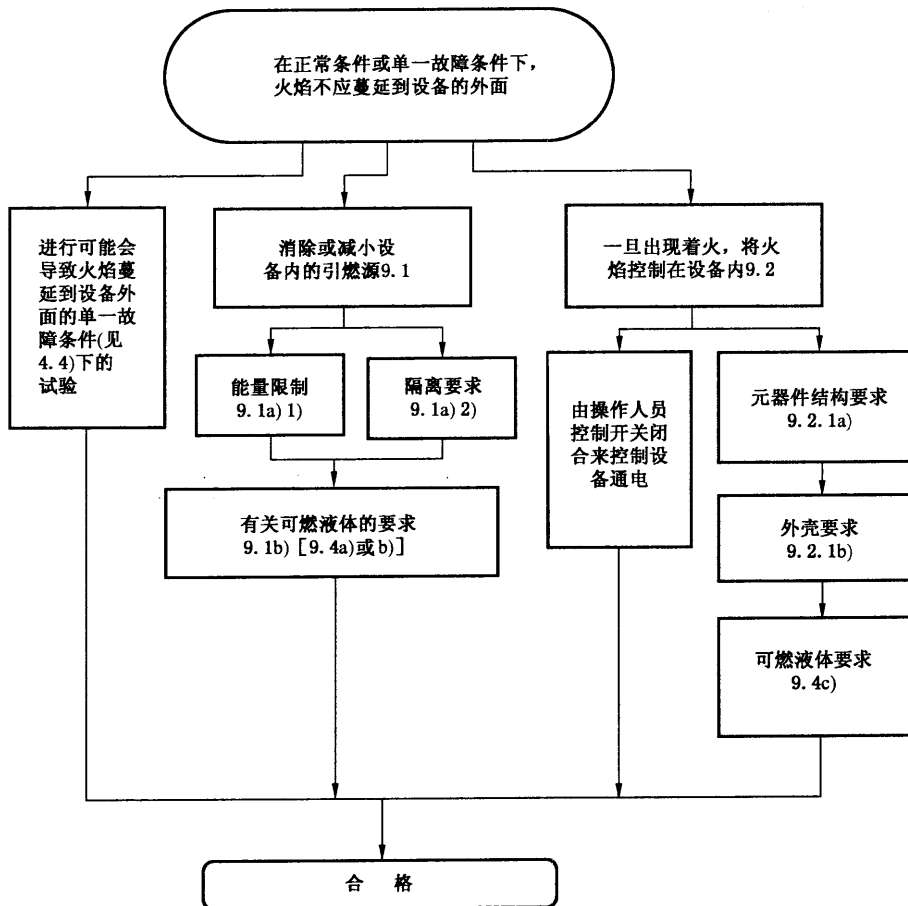 在正常条件或单一故障条件下，
火焰不应蔓延到设备的外面
进行可能会
导致火焰蔓
延到设备外
面的单一故
障条件(见
4.4)下的
试验
消除或减小设
备内的引燃源9.1
一旦出现着火，将火
焰控制在设备内9.2
能量限制
9.1a)1)
隔离要求
9.1a)2)
由操作人员
控制开关闭
合来控制设
备通电
元器件结构要求
9.2.1a)
有关可燃液体的要求
9.1b)[9.4a)或b)]
外壳要求
9.2.1b)
可燃液体要求
9.4c)
合 格